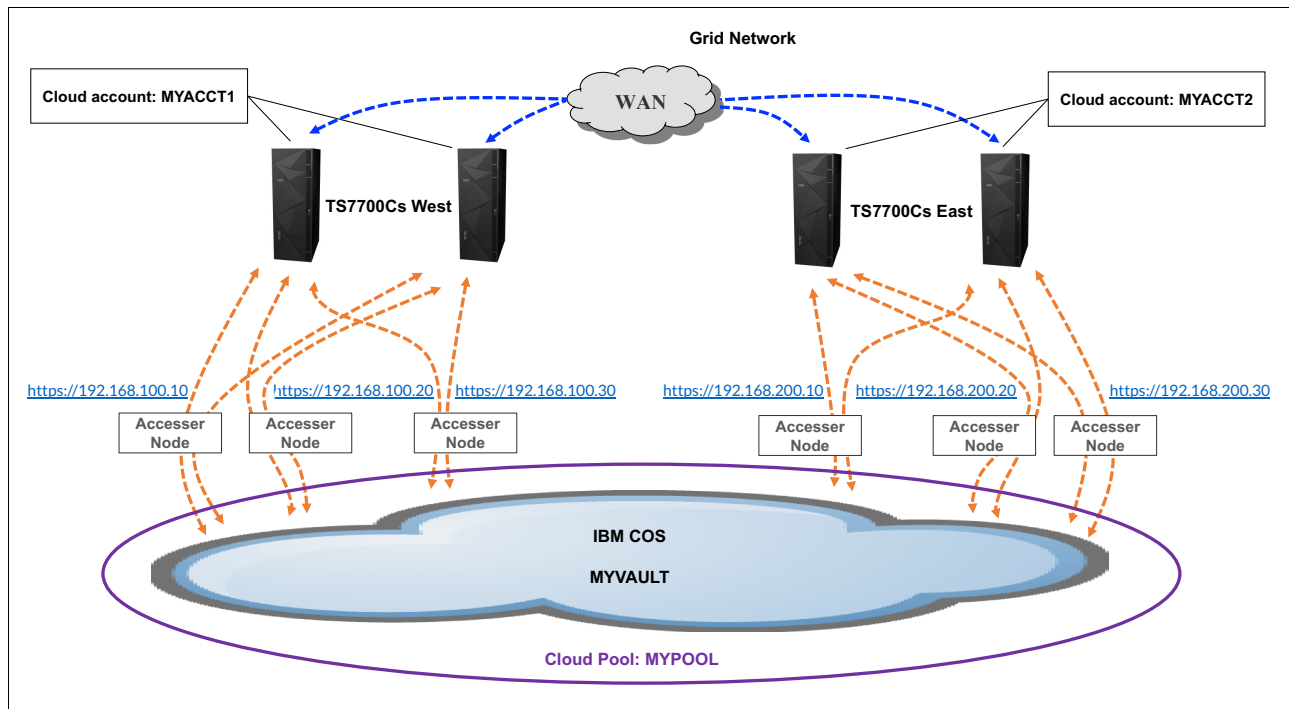 Grid Network
Cloud account: MYACCT1
WAN
Cloud account: MYACCT2
TS7700Cs West
TS7700Cs East
https://192.168.100.10
https://192.168.100.20
https://192.168.100.30
https://192.168.200.10
https://192.168.200.20
https://192.168.200.30
Accesser
Node
Accesser
Node
Accesser
Node
Accesser
Node
Accesser
Node
Accesser
Node
IBM COS
MYVAULT
Cloud Pool: MYPOOL